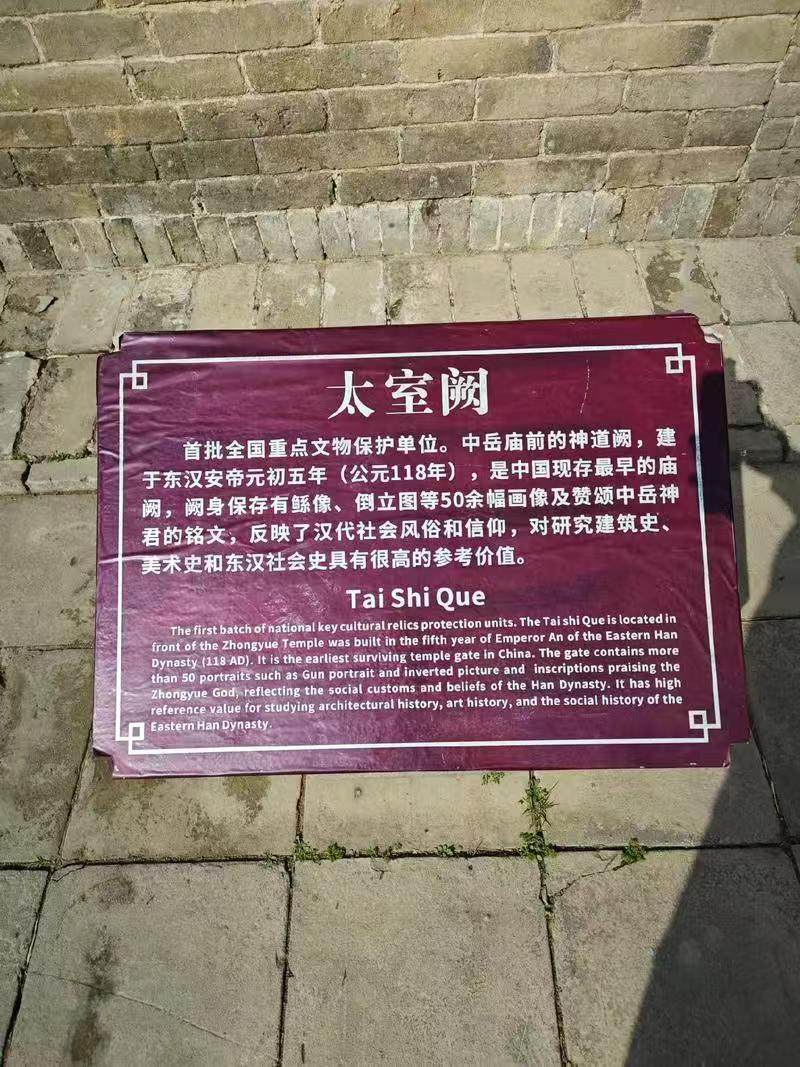 太室阙
首批全国重点文物保护单位。中岳庙前的神道阙，建
于东汉安帝元初五年（公元118年），是中国现存最早的庙
阙，阙身保存有鲧像、倒立图等50余幅画像及赞颂中岳神
君的铭文，反映了汉代社会风俗和信仰，对研究建筑史、
美术史和东汉社会史具有很高的参考价值。
Tai Shi Que
The first batch of national key cultural relics protection units. The Tai shi Que is located in
front of the Zhongyue Temple was built in the fifth year of Emperor An of the Eastern Han
Dynasty (118 AD). It is the earliest surviving temple gate in China. The gate contains more
than 50 portraits such as Gun portrait and inverted picture and inscriptions praising the
Zhongyue God, reflecting the social customs and beliefs of the Han Dynasty. It has high
reference value for studying architectural history, art history, and the social history of the
Eastern Han Dynasty.